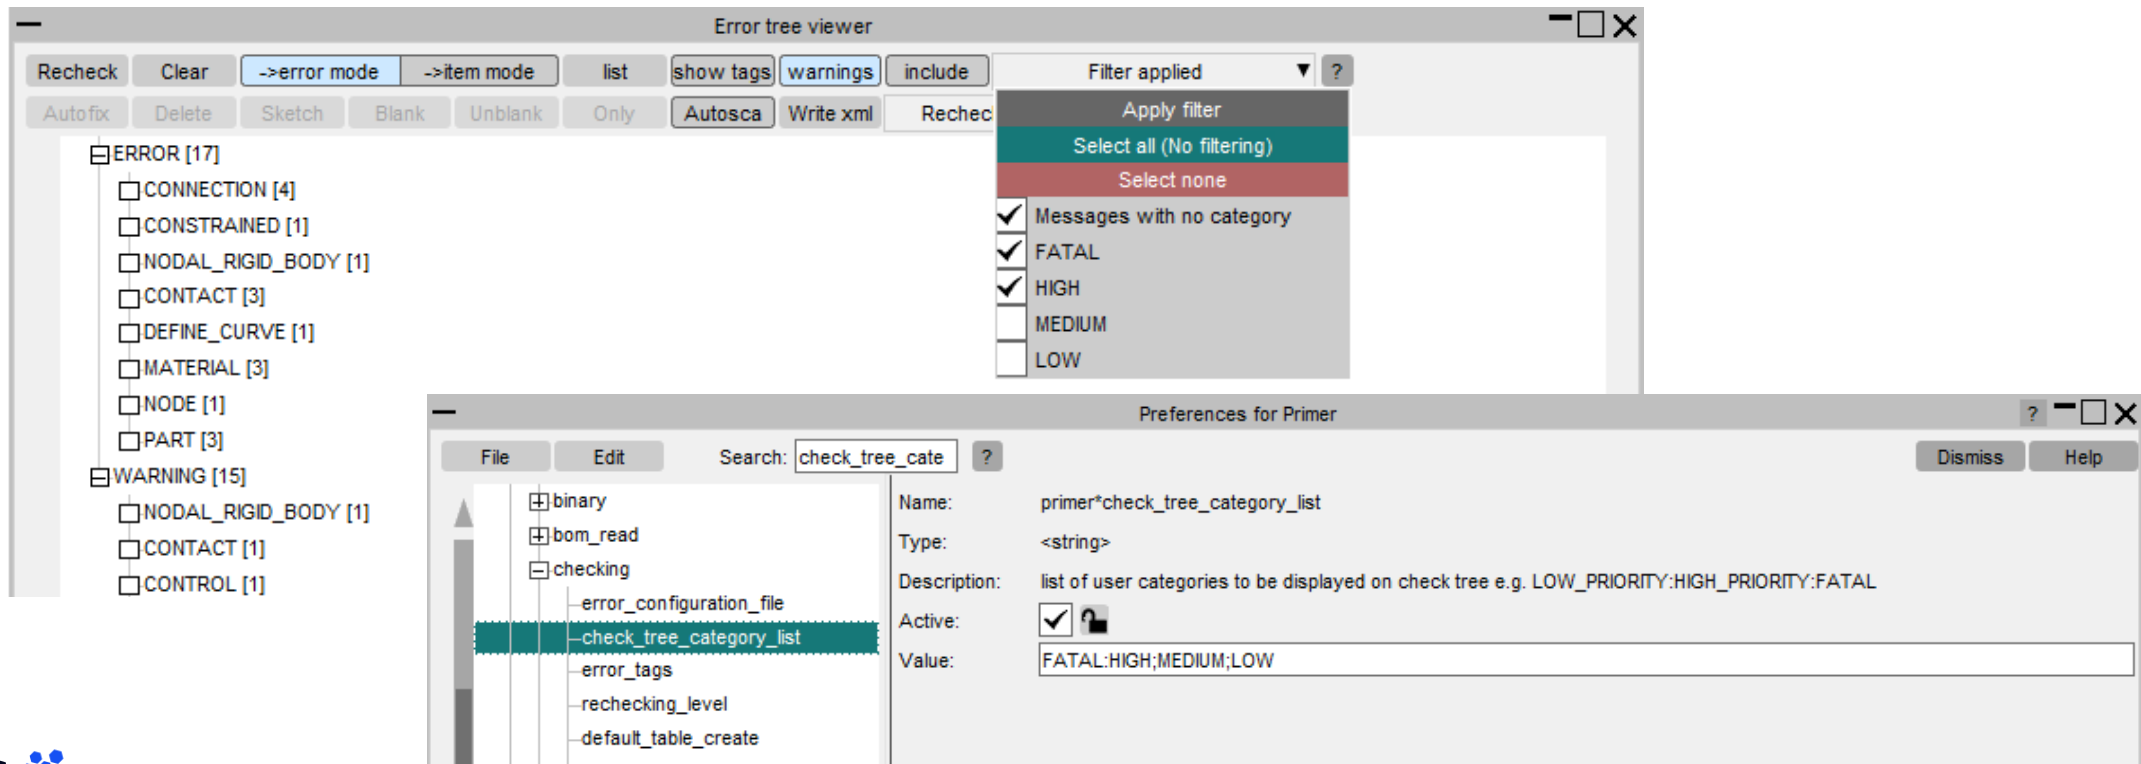 Error tree viewer
Recheck Clear ->error mode ->item mode list show tags warnings include Filter applied ?
Autofix Delete Sketch Blank Unblank Only Autosca Write xml
Apply filter
Select all (No filtering)
Select none
Messages with no category
FATAL
HIGH
MEDIUM
LOW
ERROR [17]
CONNECTION [4]
CONSTRAINED [1]
NODAL_RIGID_BODY [1]
CONTACT [3]
DEFINE_CURVE [1]
MATERIAL [3]
NODE [1]
PART [3]
WARNING [15]
NODAL_RIGID_BODY [1]
CONTACT [1]
CONTROL [1]
Preferences for Primer ?
File Edit Search: check_tree_cate ? Dismiss Help
binary
bom_read
checking
error_configuration_file
check_tree_category_list
error_tags
rechecking_level
default_table_create
Name: primer*check_tree_category_list
Type: <string>
Description: list of user categories to be displayed on check tree e.g. LOW_PRIORITY:HIGH_PRIORITY:FATAL
Active:
Value: FATAL:HIGH;MEDIUM;LOW